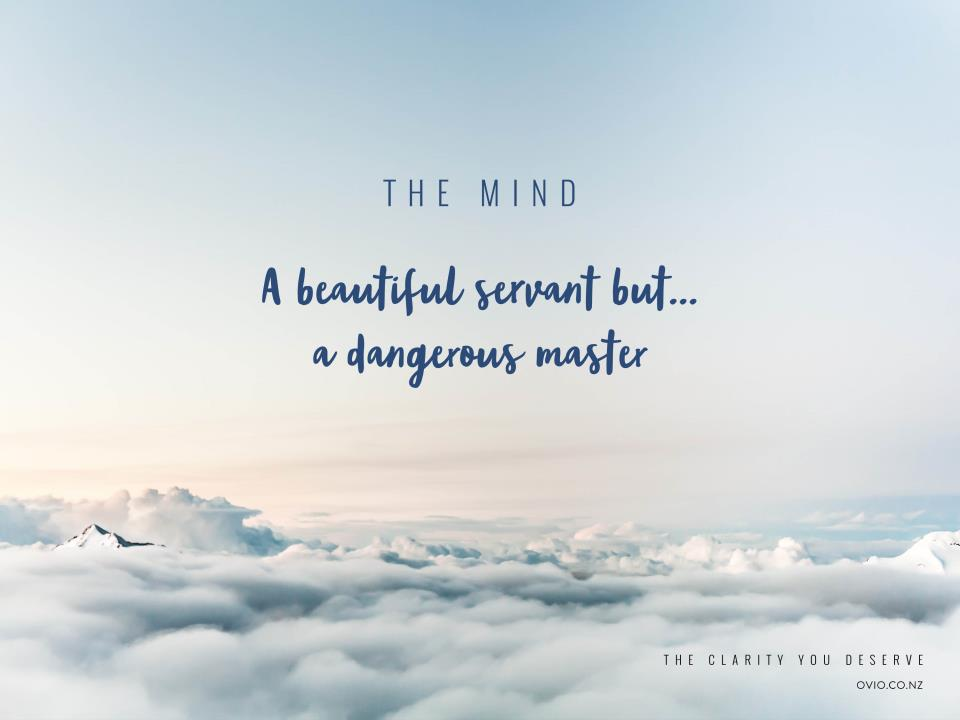 THE MIND
A beautiful servant but...
a dangerous master
THE CLARITY YOU DESERVE
OVIO.CO.NZ